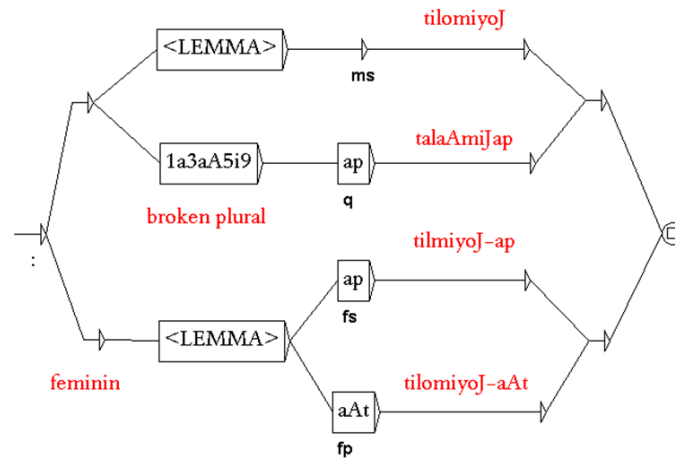 tilomiyoJ
<LEMMA>
ms
talaAmiJap
1a3aA5i9
ap
q
broken plural
:
tilmiyoJ-ap
ap
fs
<LEMMA>
feminin
tilomiyoJ-aAt
aAt
fp